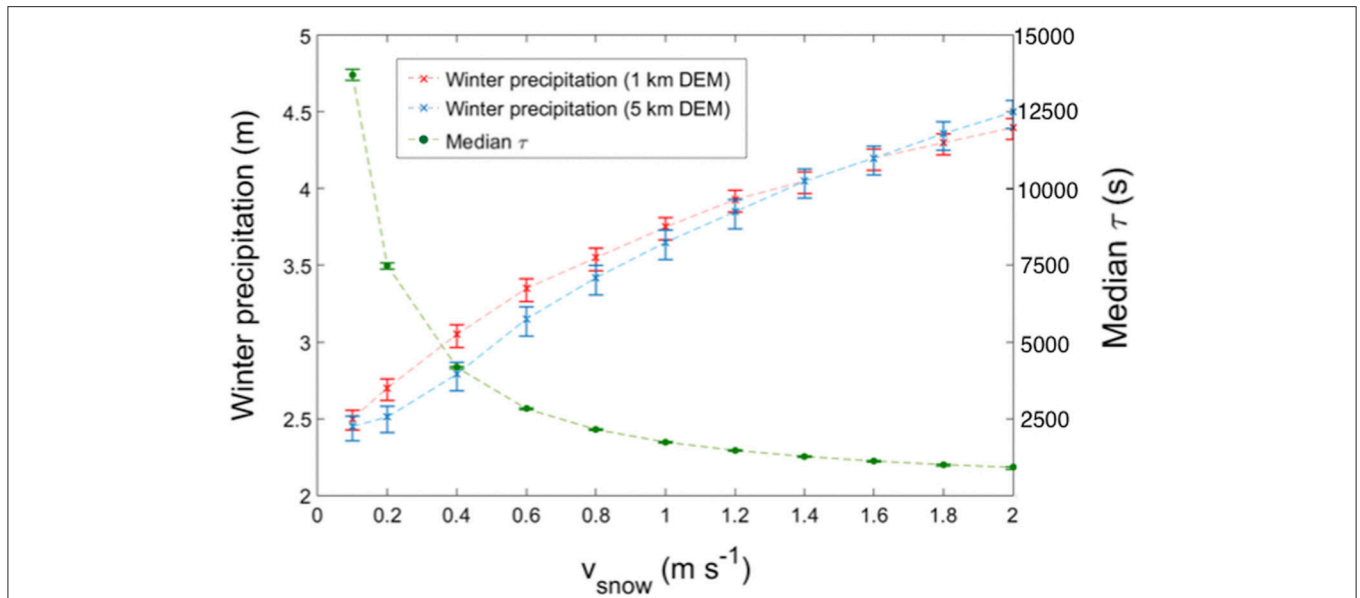 Winter precipitation (1 km DEM)
Winter precipitation (5 km DEM)
Median τ
Winter precipitation (m)
5
4.5
4
3.5
3
2.5
2
15000
12500
10000
7500
5000
2500
0
Median τ (s)
0 0.2 0.4 0.6 0.8 1 1.2 1.4 1.6 1.8 2
v_snow (m s⁻¹)